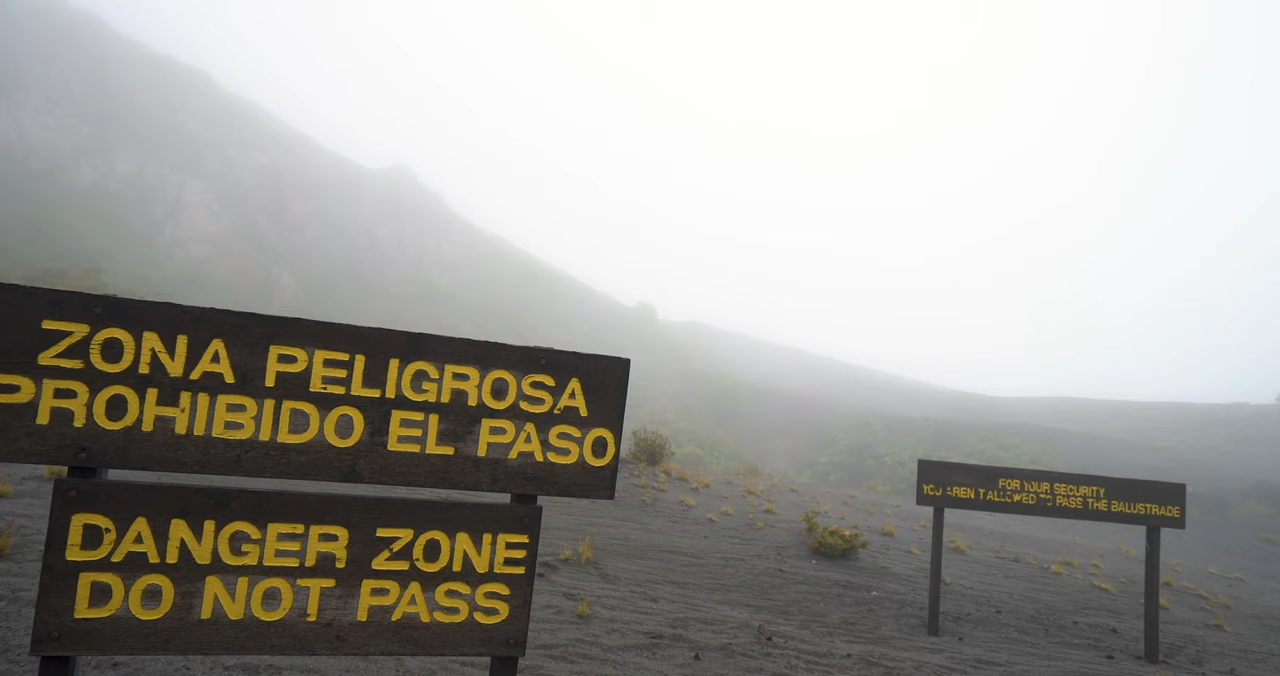 ZONA PELIGROSA
PROHIBIDO EL PASO
DANGER ZONE
DO NOT PASS
FOR YOUR SECURITY
YOU AREN'T ALLOWED TO PASS THE BALUSTRADE